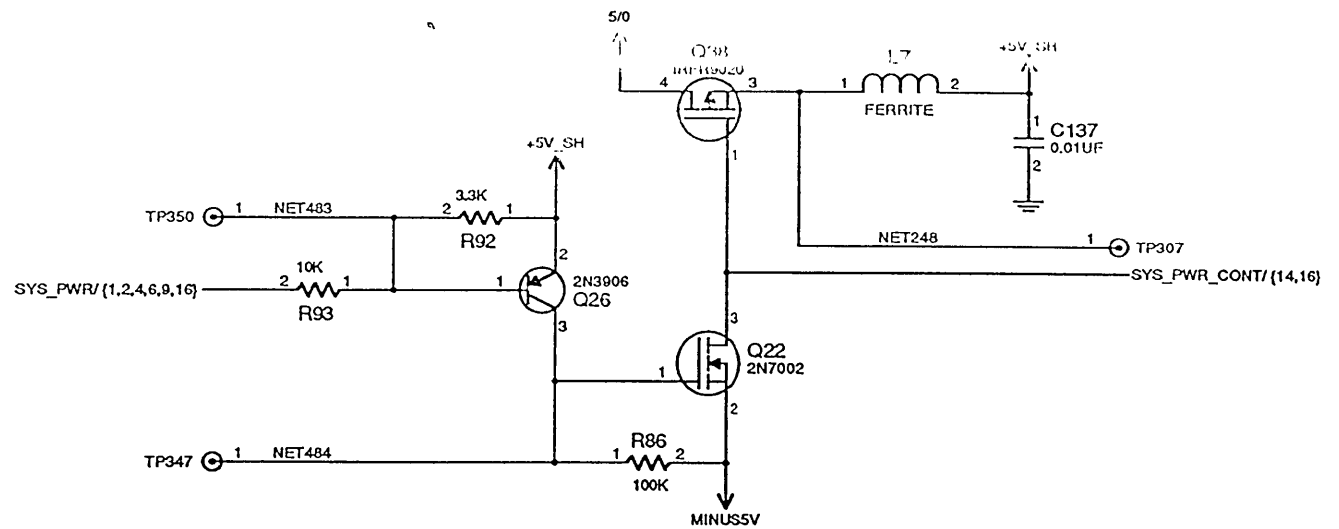 5/0
Q38
IRFR9020
4
3
1
L7
1
2
FERRITE
+5V_SH
1
C137
0.01UF
2
+5V_SH
3.3K
TP350
1
NET483
2
1
R92
NET248
1
TP307
2
10K
2N3906
SYS_PWR/{1,2,4,6,9,16}
2
1
1
Q26
SYS_PWR_CONT/{14,16}
R93
3
3
Q22
2N7002
1
2
R86
TP347
1
NET484
1
2
100K
MINUS5V